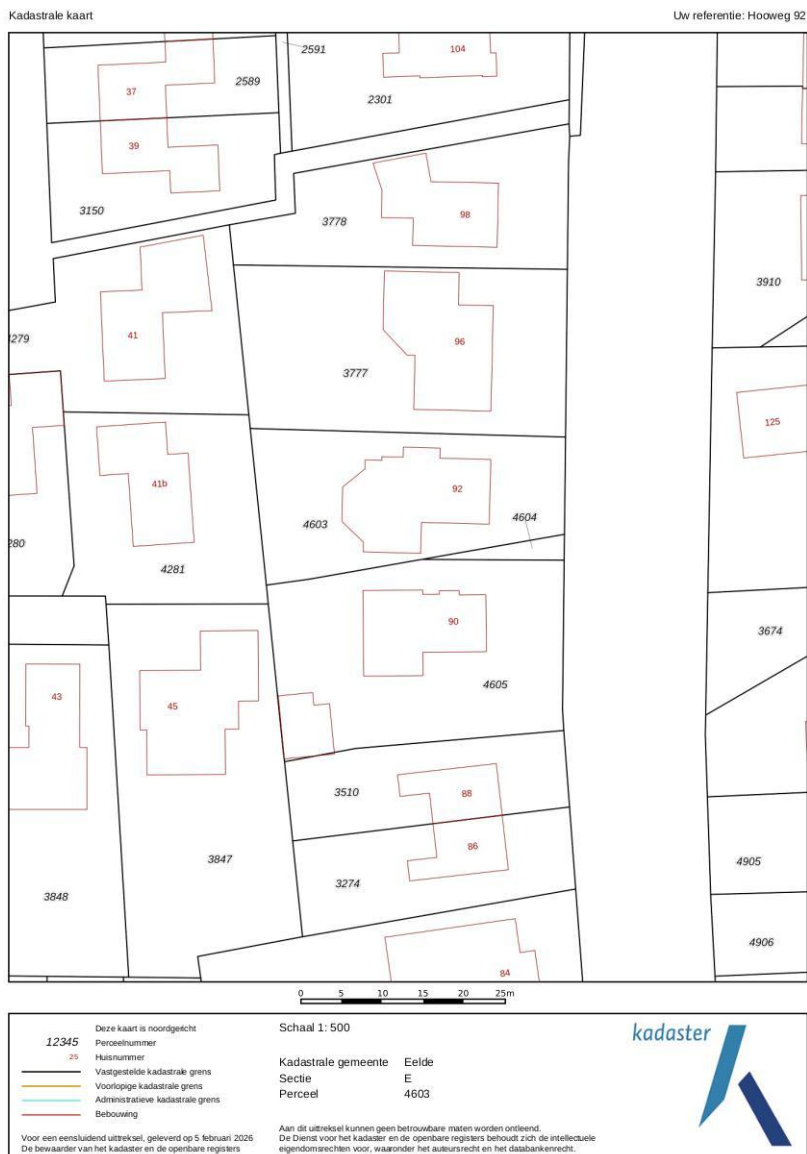 Kadastrale kaart
Uw referentie: Hooweg 92
2591
104
2589
37
2301
39
3150
3778
98
3910
41
279
96
3777
125
41b
92
4603
4604
280
4281
90
3674
4605
43
45
3510
88
86
3847
3274
4905
3848
4906
84
0 5 10 15 20 25m
Deze kaart is noordgericht
12345 Perceelnummer
25 Huisnummer
Vastgestelde kadastrale grens
Voorlopige kadastrale grens
Administratieve kadastrale grens
Bebouwing
Voor een eensluidend uittreksel, geleverd op 5 februari 2026
De bewaarder van het kadaster en de openbare registers
Schaal 1: 500
Kadastrale gemeente Eelde
Sectie E
Perceel 4603
Aan dit uittreksel kunnen geen betrouwbare maten worden ontleend.
De Dienst voor het kadaster en de openbare registers behoudt zich de intellectuele
eigendomsrechten voor, waaronder het auteursrecht en het databankenrecht.
kadaster